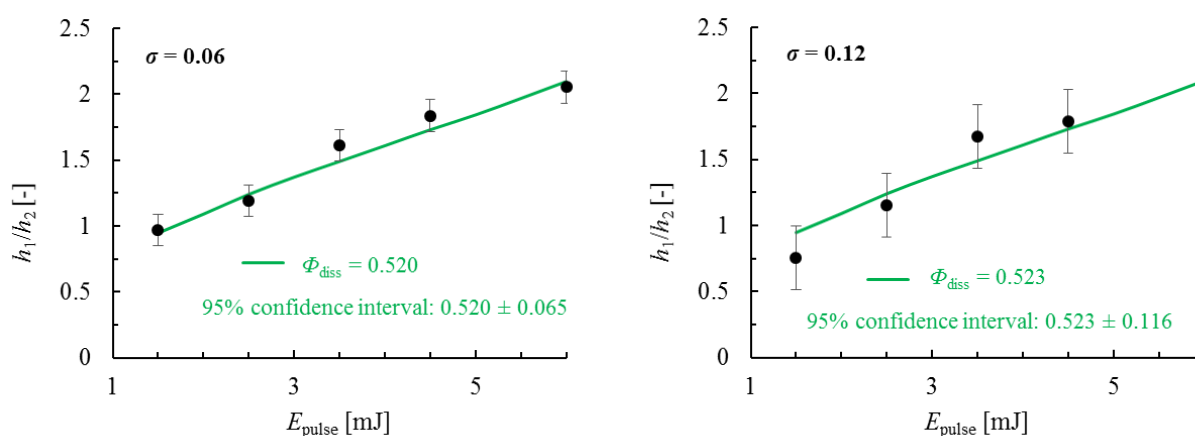 2.5
σ = 0.06
2
1.5
1
0.5
0
h₁/h₂ [-]
Φdiss = 0.520
95% confidence interval: 0.520 ± 0.065
1
3
5
Epulse [mJ]
2.5
σ = 0.12
2
1.5
1
0.5
0
h₁/h₂ [-]
Φdiss = 0.523
95% confidence interval: 0.523 ± 0.116
1
3
5
Epulse [mJ]